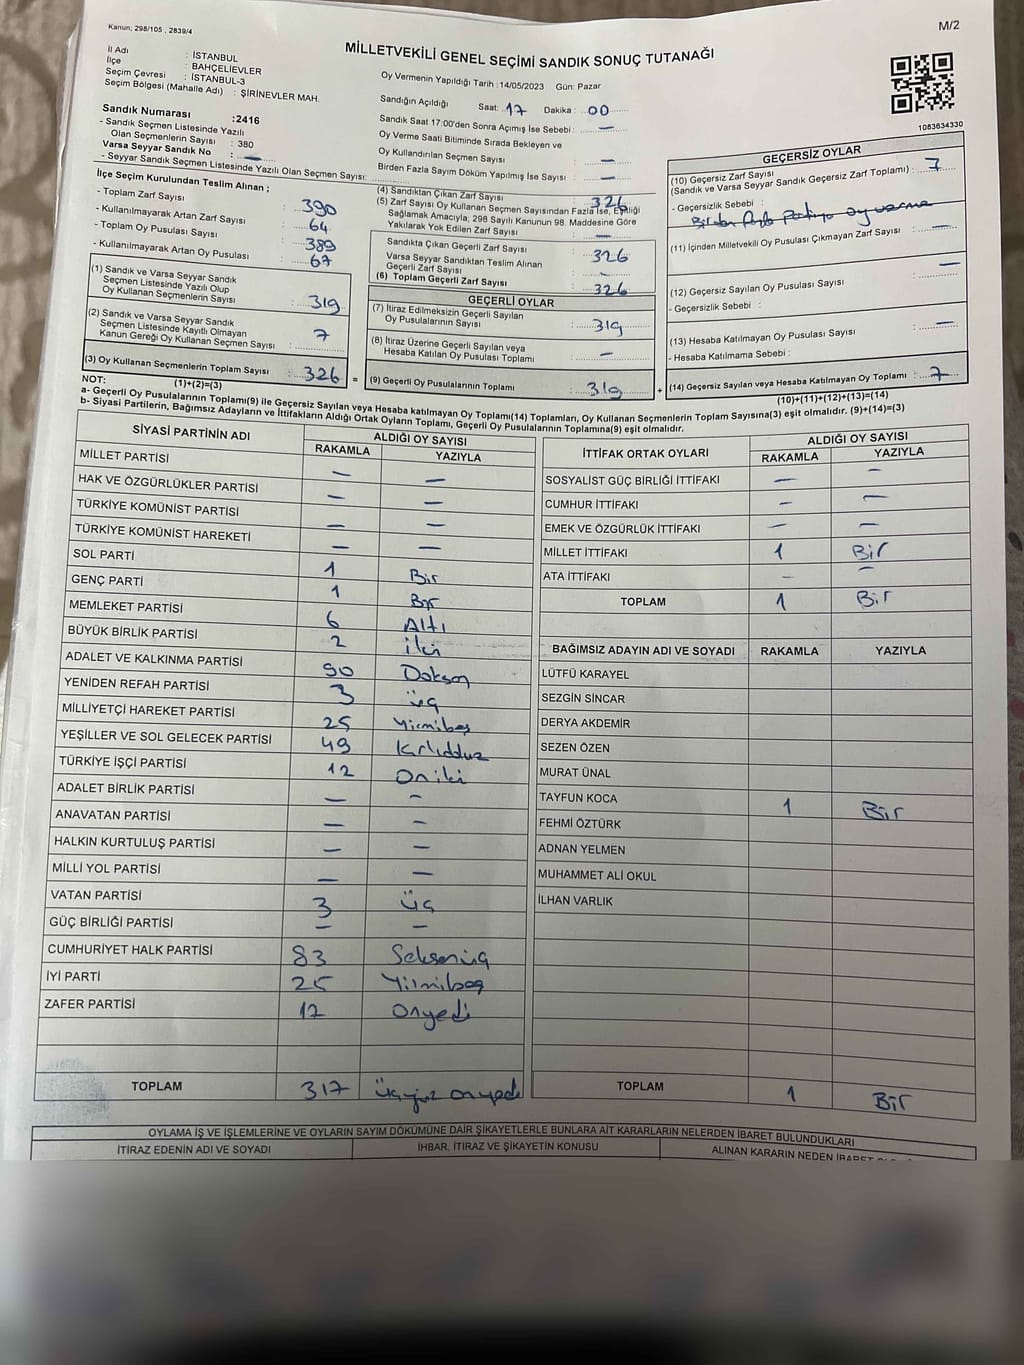 Kanun; 298/105 , 2839/4
M/2
MİLLETVEKİLİ GENEL SEÇİMİ SANDIK SONUÇ TUTANAĞI
İl Adı : İSTANBUL
İlçe : BAHÇELİEVLER
Seçim Çevresi : İSTANBUL-3
Seçim Bölgesi (Mahalle Adı) : ŞİRİNEVLER MAH.
Oy Vermenin Yapıldığı Tarih :14/05/2023 Gün: Pazar
Sandığın Açıldığı Saat: 17 Dakika : 00
Sandık Saat 17:00'den Sonra Açımış İse Sebebi : —
Oy Verme Saati Bitiminde Sırada Bekleyen ve
Oy Kullandırılan Seçmen Sayısı : —
Birden Fazla Sayım Döküm Yapılmış İse Sayısı : —
1083634330
Sandık Numarası :2416
- Sandık Seçmen Listesinde Yazılı
Olan Seçmenlerin Sayısı : 380
Varsa Seyyar Sandık No : —
- Seyyar Sandık Seçmen Listesinde Yazılı Olan Seçmen Sayısı:
İlçe Seçim Kurulundan Teslim Alınan ;
- Toplam Zarf Sayısı : 390
- Kullanılmayarak Artan Zarf Sayısı : 64
- Toplam Oy Pusulası Sayısı : 389
- Kullanılmayarak Artan Oy Pusulası : 67
(1) Sandık ve Varsa Seyyar Sandık
Seçmen Listesinde Yazılı Olup
Oy Kullanan Seçmenlerin Sayısı : 319
(2) Sandık ve Varsa Seyyar Sandık
Seçmen Listesinde Kayıtlı Olmayan
Kanun Gereği Oy Kullanan Seçmen Sayısı : 7
(3) Oy Kullanan Seçmenlerin Toplam Sayısı : 326 =
(1)+(2)=(3)
(4) Sandıktan Çıkan Zarf Sayısı : 326
(5) Zarf Sayısı Oy Kullanan Seçmen Sayısından Fazla İse, Eşitliği
Sağlamak Amacıyla; 298 Sayılı Kanunun 98. Maddesine Göre
Yakılarak Yok Edilen Zarf Sayısı : —
Sandıkta Çıkan Geçerli Zarf Sayısı : 326
Varsa Seyyar Sandıktan Teslim Alınan
Geçerli Zarf Sayısı : -
(6) Toplam Geçerli Zarf Sayısı : 326
GEÇERLİ OYLAR
(7) İtiraz Edilmeksizin Geçerli Sayılan
Oy Pusulalarının Sayısı : 319
(8) İtiraz Üzerine Geçerli Sayılan veya
Hesaba Katılan Oy Pusulası Toplamı : —
(9) Geçerli Oy Pusulalarının Toplamı : 319 +
GEÇERSİZ OYLAR
(10) Geçersiz Zarf Sayısı
(Sandık ve Varsa Seyyar Sandık Geçersiz Zarf Toplamı) : 7
- Geçersizlik Sebebi :
Birden fazla partiye oy verme
(11) İçinden Milletvekili Oy Pusulası Çıkmayan Zarf Sayısı : —
(12) Geçersiz Sayılan Oy Pusulası Sayısı : —
- Geçersizlik Sebebi :
(13) Hesaba Katılmayan Oy Pusulası Sayısı : —
- Hesaba Katılmama Sebebi :
(14) Geçersiz Sayılan veya Hesaba Katılmayan Oy Toplamı : 7
(10)+(11)+(12)+(13)=(14)
NOT:
a- Geçerli Oy Pusulalarının Toplamı(9) ile Geçersiz Sayılan veya Hesaba katılmayan Oy Toplamı(14) Toplamları, Oy Kullanan Seçmenlerin Toplam Sayısına(3) eşit olmalıdır. (9)+(14)=(3)
b- Siyasi Partilerin, Bağımsız Adayların ve İttifakların Aldığı Ortak Oyların Toplamı, Geçerli Oy Pusulalarının Toplamına(9) eşit olmalıdır.
SİYASİ PARTİNİN ADI ALDIĞI OY SAYISI
RAKAMLA YAZIYLA
MİLLET PARTİSİ — —
HAK VE ÖZGÜRLÜKLER PARTİSİ — —
TÜRKİYE KOMÜNİST PARTİSİ — —
TÜRKİYE KOMÜNİST HAREKETİ — —
SOL PARTİ 1 Bir
GENÇ PARTİ 1 Bir
MEMLEKET PARTİSİ 6 Altı
BÜYÜK BİRLİK PARTİSİ 2 iki
ADALET VE KALKINMA PARTİSİ 90 Doksan
YENİDEN REFAH PARTİSİ 3 üç
MİLLİYETÇİ HAREKET PARTİSİ 25 Yirmibeş
YEŞİLLER VE SOL GELECEK PARTİSİ 49 Kırkdokuz
TÜRKİYE İŞÇİ PARTİSİ 12 Oniki
ADALET BİRLİK PARTİSİ — —
ANAVATAN PARTİSİ — —
HALKIN KURTULUŞ PARTİSİ — —
MİLLİ YOL PARTİSİ — —
VATAN PARTİSİ 3 üç
GÜÇ BİRLİĞİ PARTİSİ — —
CUMHURİYET HALK PARTİSİ 83 Seksenüç
İYİ PARTİ 25 Yirmibeş
ZAFER PARTİSİ 17 Onyedi
TOPLAM 317 üçyüz onyedi
İTTİFAK ORTAK OYLARI ALDIĞI OY SAYISI
RAKAMLA YAZIYLA
SOSYALİST GÜÇ BİRLİĞİ İTTİFAKI — —
CUMHUR İTTİFAKI — —
EMEK VE ÖZGÜRLÜK İTTİFAKI — —
MİLLET İTTİFAKI 1 Bir
ATA İTTİFAKI — —
TOPLAM 1 Bir
BAĞIMSIZ ADAYIN ADI VE SOYADI RAKAMLA YAZIYLA
LÜTFÜ KARAYEL
SEZGİN SİNCAR
DERYA AKDEMİR
SEZEN ÖZEN
MURAT ÜNAL
TAYFUN KOCA 1 Bir
FEHMİ ÖZTÜRK
ADNAN YELMEN
MUHAMMET ALİ OKUL
İLHAN VARLIK
TOPLAM 1 Bir
OYLAMA İŞ VE İŞLEMLERİNE VE OYLARIN SAYIM DÖKÜMÜNE DAİR ŞİKAYETLERLE BUNLARA AİT KARARLARIN NELERDEN İBARET BULUNDUKLARI
İTİRAZ EDENİN ADI VE SOYADI İHBAR, İTİRAZ VE ŞİKAYETİN KONUSU ALINAN KARARIN NEDEN İBARET